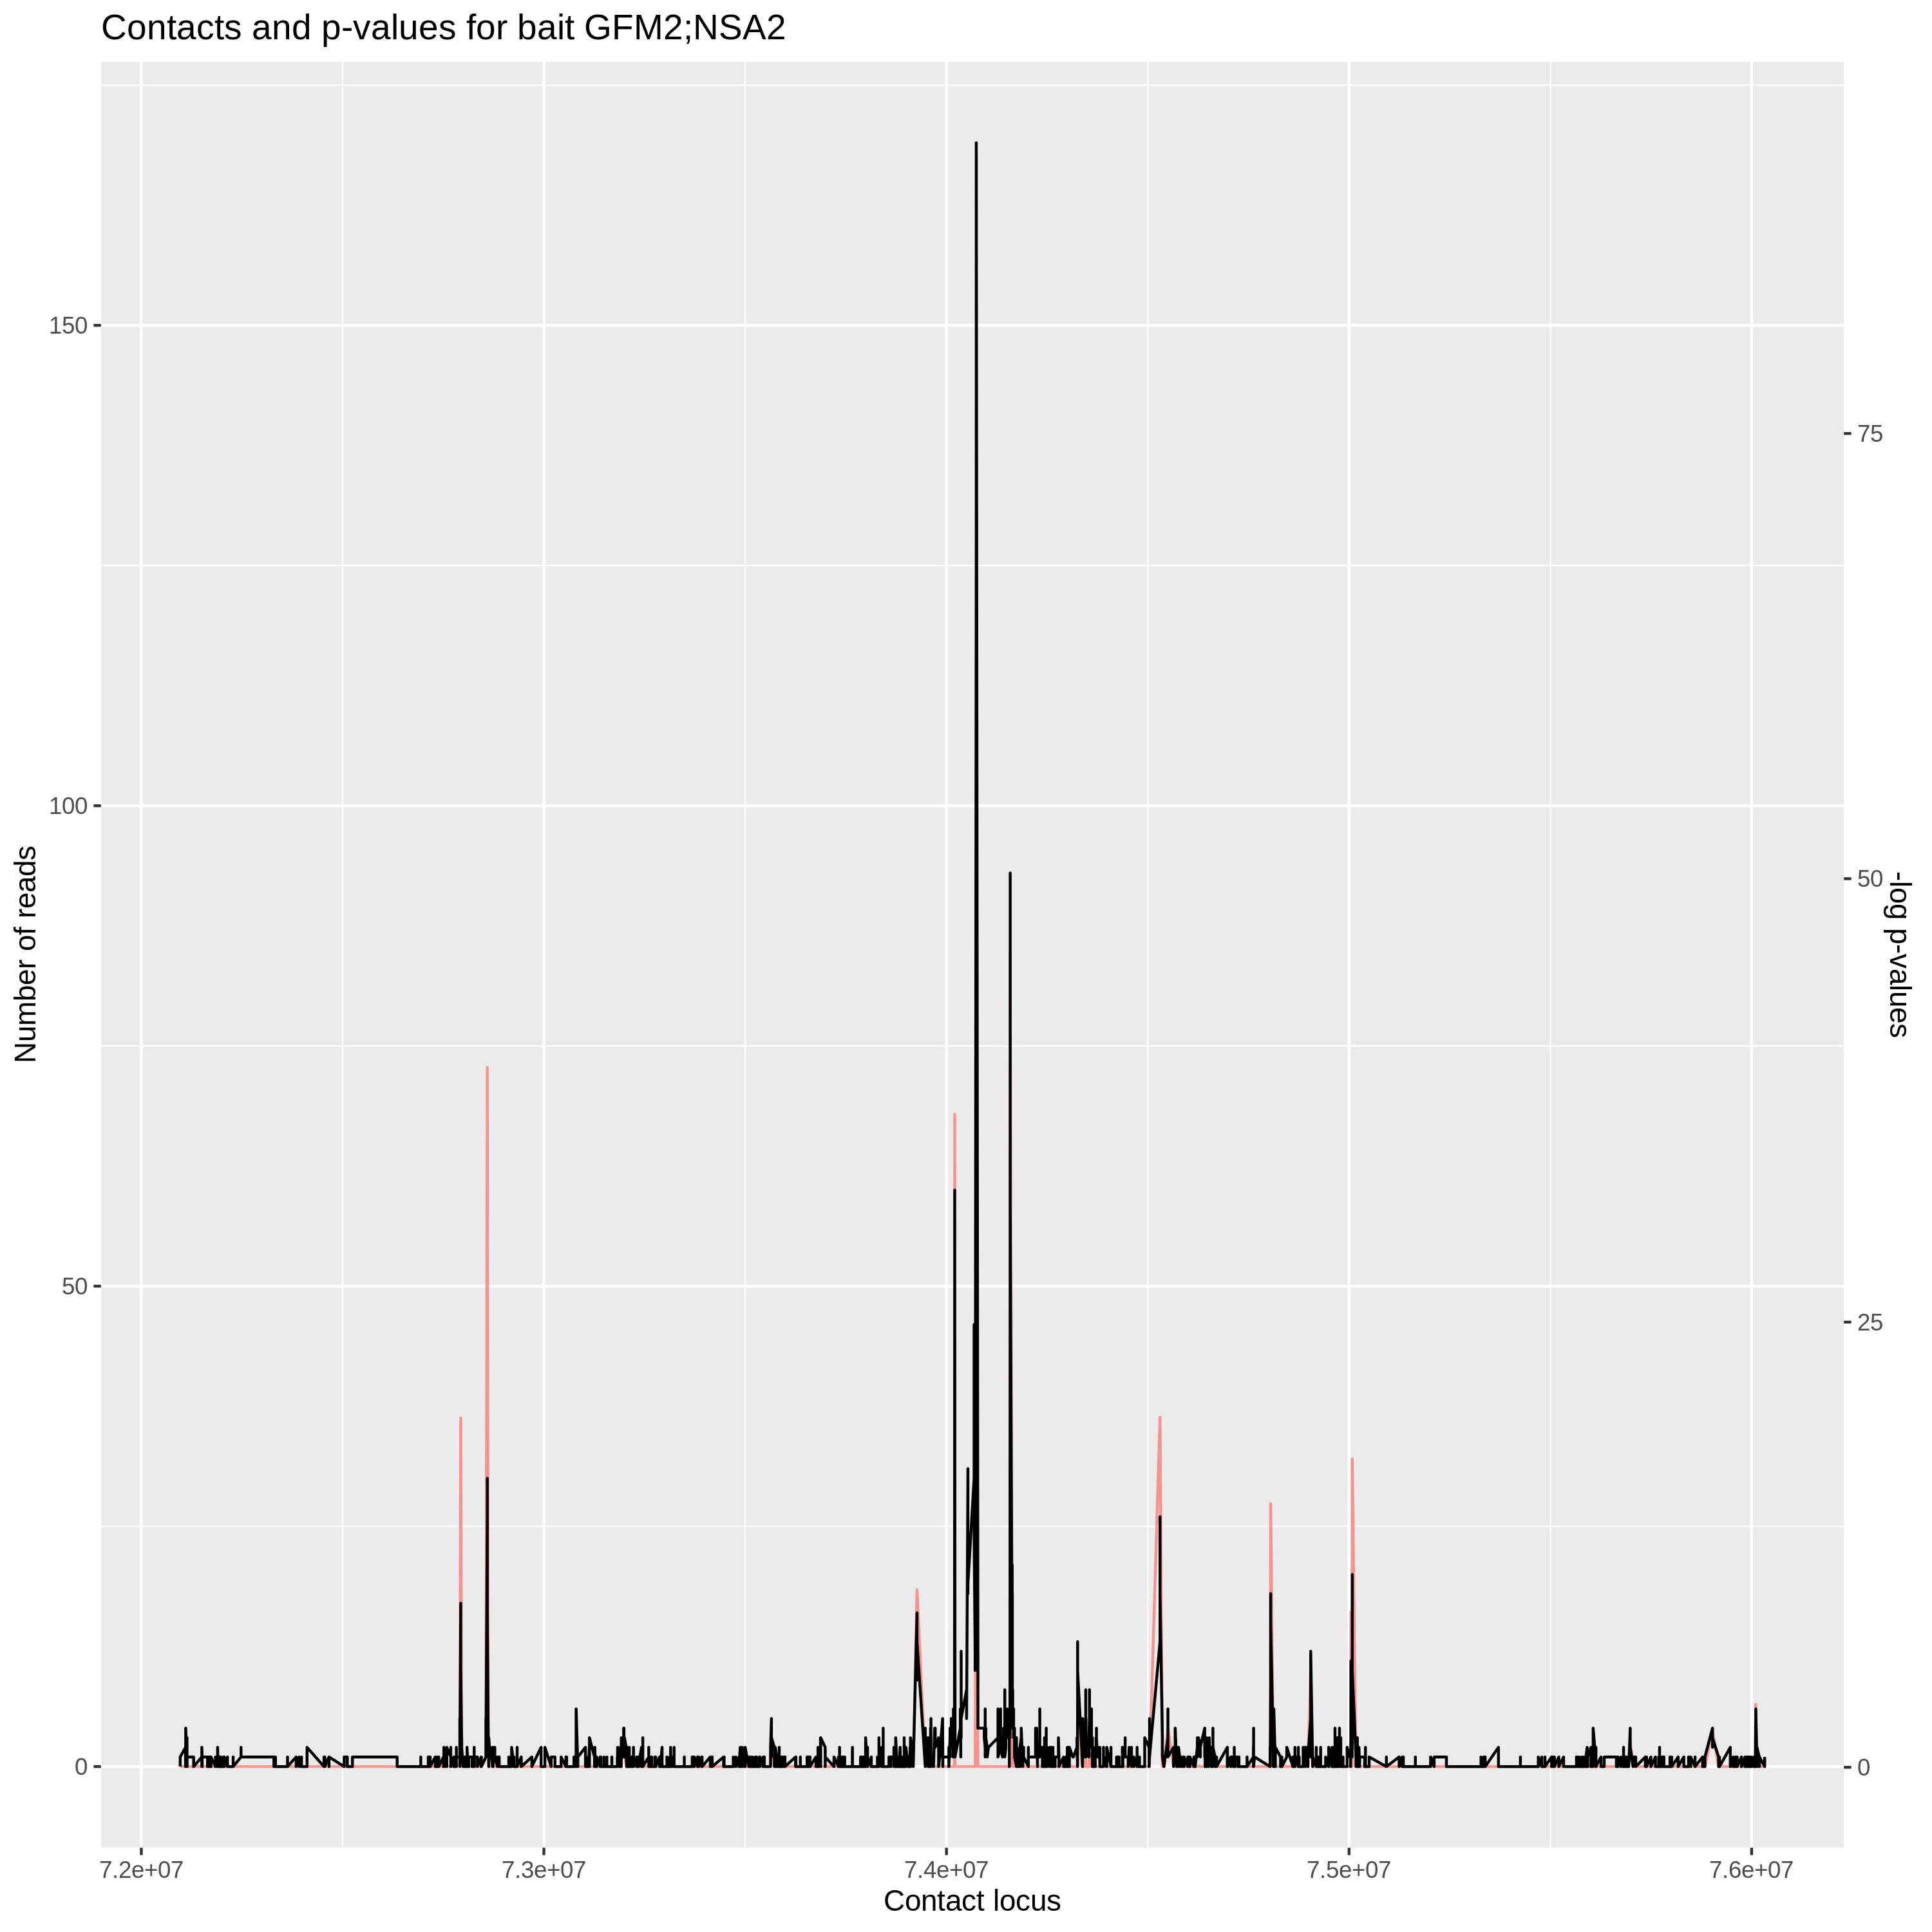 Contacts and p-values for bait GFM2;NSA2
150
100
50
0
Number of reads
75
50
25
0
-log p-values
7.2e+07
7.3e+07
7.4e+07
7.5e+07
7.6e+07
Contact locus